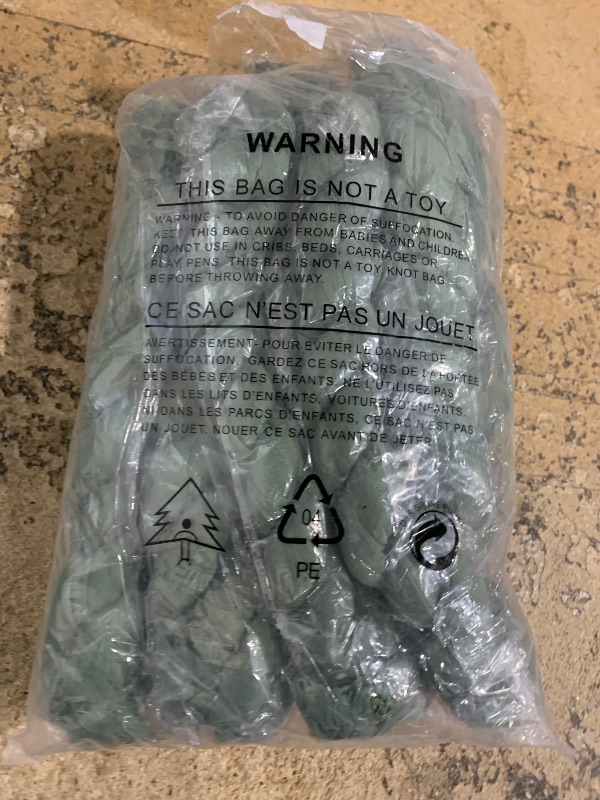 WARNING
THIS BAG IS NOT A TOY
WARNING - TO AVOID DANGER OF SUFFOCATION,
KEEP THIS BAG AWAY FROM BABIES AND CHILDREN
DO NOT USE IN CRIBS, BEDS, CARRIAGES OR
PLAY PENS. THIS BAG IS NOT A TOY. KNOT BAG
BEFORE THROWING AWAY.
CE SAC N'EST PAS UN JOUET
AVERTISSEMENT- POUR EVITER LE DANGER DE
SUFFOCATION, GARDEZ CE SAC HORS DE LA PORTEE
DES BÉBES ET DES ENFANTS, NE L'UTILISEZ PAS
DANS LES LITS D'ENFANTS, VOITURES D'ENFANTS,
NI DANS LES PARCS D'ENFANTS, CE SAC N'EST PAS
UN JOUET. NOUER CE SAC AVANT DE JETER
04
PE